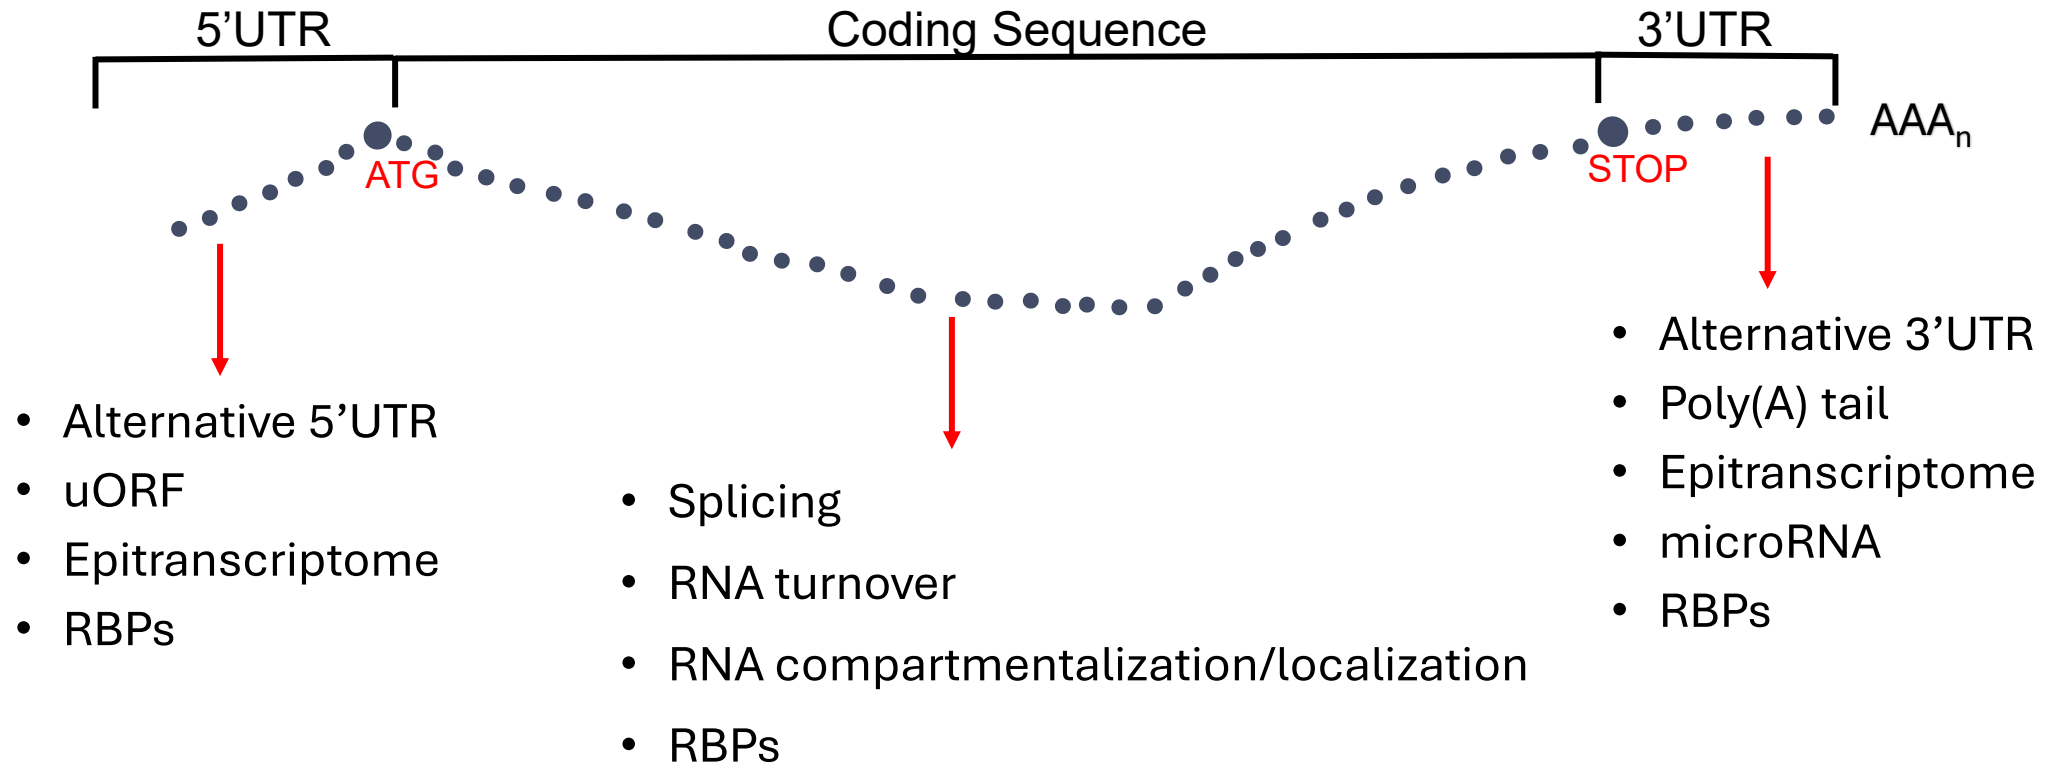 5’UTR
Coding Sequence
3’UTR
AAAn
ATG
STOP
• Alternative 5’UTR
• uORF
• Epitranscriptome
• RBPs
• Splicing
• RNA turnover
• RNA compartmentalization/localization
• RBPs
• Alternative 3’UTR
• Poly(A) tail
• Epitranscriptome
• microRNA
• RBPs